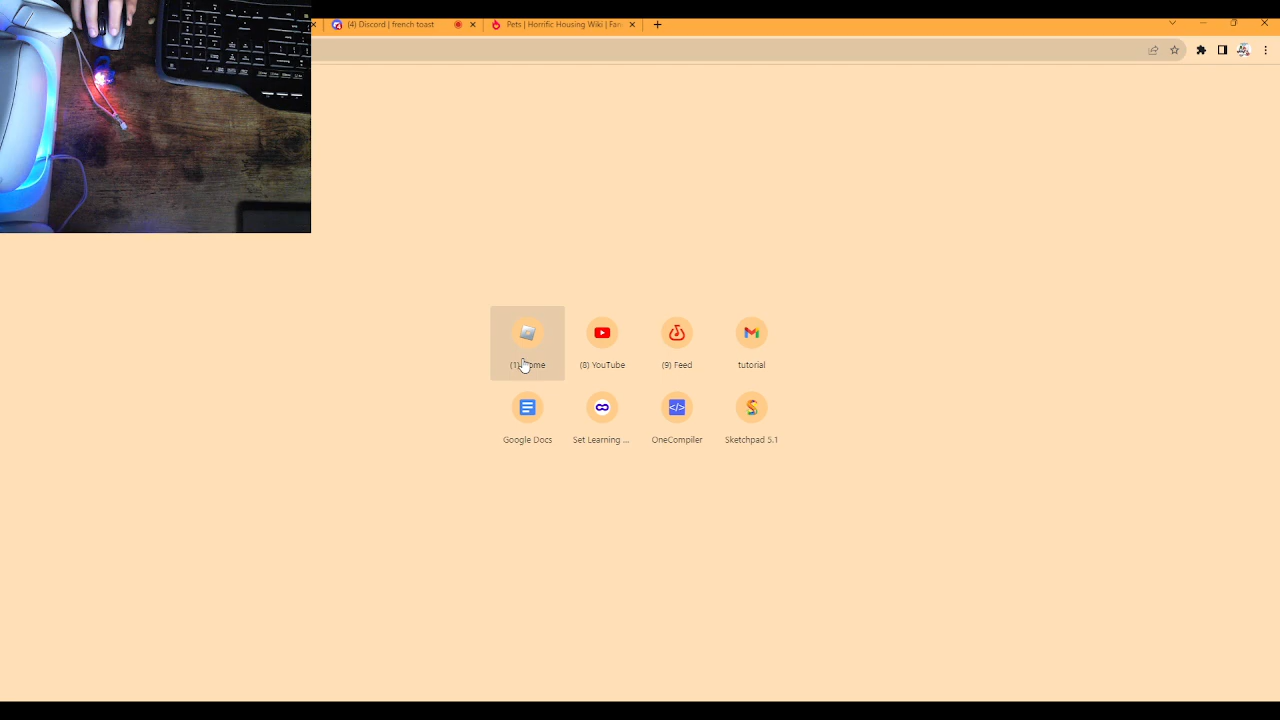 (4) Discord | french toast
Pets | Horrific Housing Wiki | Fan
(8) YouTube
(9) Feed
tutorial
Google Docs
Set Learning ...
OneCompiler
Sketchpad 5.1